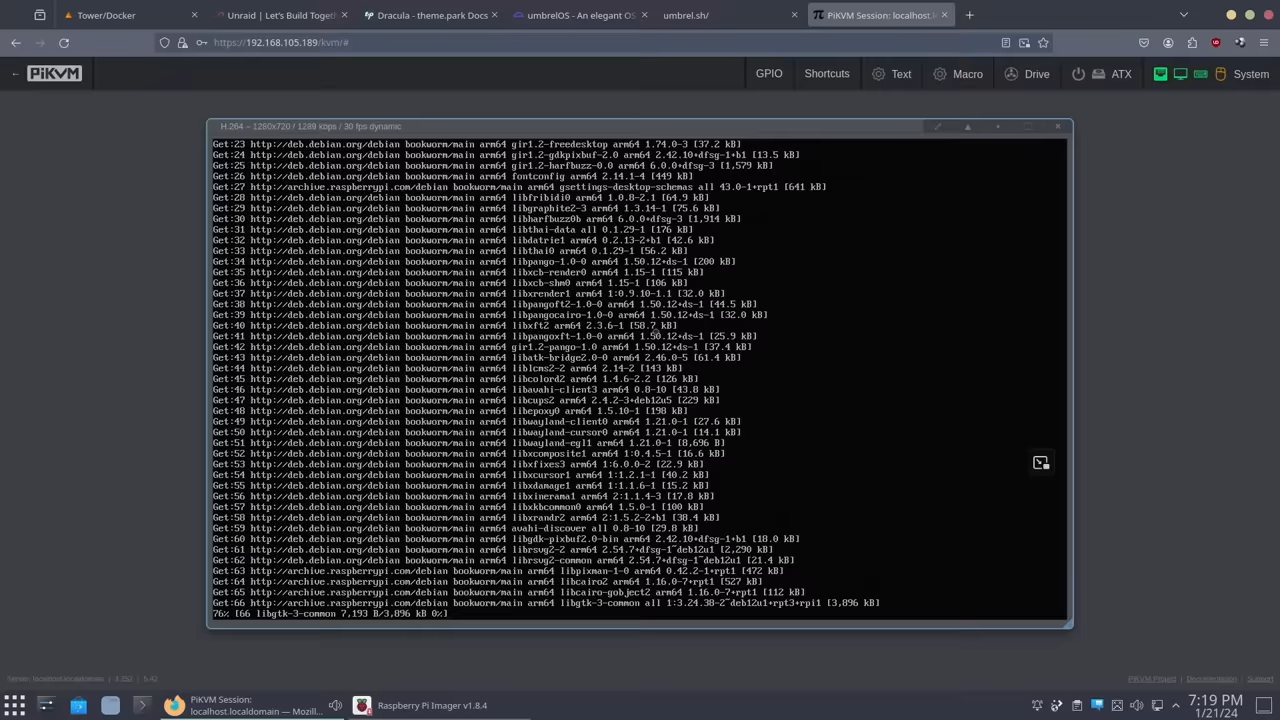 Tower/Docker
Unraid | Let's Build Togeth
Dracula - theme.park Docs
umbrelOS - An elegant OS
umbrel.sh/
PiKVM Session: localhost.l
https://192.168.105.189/kvm/#
PiKVM
GPIO
Shortcuts
Text
Macro
Drive
ATX
System
H.264 – 1280x720 / 1289 kbps / 30 fps dynamic
Get:23 http://deb.debian.org/debian bookworm/main arm64 gir1.2-freedesktop arm64 1.74.0-3 [37.2 kB]
Get:24 http://deb.debian.org/debian bookworm/main arm64 gir1.2-gdkpixbuf-2.0 arm64 2.42.10+dfsg-1+b1 [13.5 kB]
Get:25 http://deb.debian.org/debian bookworm/main arm64 gir1.2-harfbuzz-0.0 arm64 6.0.0+dfsg-3 [1,579 kB]
Get:26 http://deb.debian.org/debian bookworm/main arm64 fontconfig arm64 2.14.1-4 [449 kB]
Get:27 http://archive.raspberrypi.com/debian bookworm/main arm64 gsettings-desktop-schemas all 43.0-1+rpt1 [641 kB]
Get:28 http://deb.debian.org/debian bookworm/main arm64 libfribidi0 arm64 1.0.8-2.1 [64.9 kB]
Get:29 http://deb.debian.org/debian bookworm/main arm64 libgraphite2-3 arm64 1.3.14-1 [75.6 kB]
Get:30 http://deb.debian.org/debian bookworm/main arm64 libharfbuzz0b arm64 6.0.0+dfsg-3 [1,914 kB]
Get:31 http://deb.debian.org/debian bookworm/main arm64 libthai-data all 0.1.29-1 [176 kB]
Get:32 http://deb.debian.org/debian bookworm/main arm64 libdatrie1 arm64 0.2.13-2+b1 [42.6 kB]
Get:33 http://deb.debian.org/debian bookworm/main arm64 libthai0 arm64 0.1.29-1 [56.2 kB]
Get:34 http://deb.debian.org/debian bookworm/main arm64 libpango-1.0-0 arm64 1.50.12+ds-1 [200 kB]
Get:35 http://deb.debian.org/debian bookworm/main arm64 libxcb-render0 arm64 1.15-1 [115 kB]
Get:36 http://deb.debian.org/debian bookworm/main arm64 libxcb-shm0 arm64 1.15-1 [106 kB]
Get:37 http://deb.debian.org/debian bookworm/main arm64 libxrender1 arm64 1:0.9.10-1.1 [32.0 kB]
Get:38 http://deb.debian.org/debian bookworm/main arm64 libpangoft2-1.0-0 arm64 1.50.12+ds-1 [44.5 kB]
Get:39 http://deb.debian.org/debian bookworm/main arm64 libpangocairo-1.0-0 arm64 1.50.12+ds-1 [32.0 kB]
Get:40 http://deb.debian.org/debian bookworm/main arm64 libxft2 arm64 2.3.6-1 [58.7 kB]
Get:41 http://deb.debian.org/debian bookworm/main arm64 libpangoxft-1.0-0 arm64 1.50.12+ds-1 [25.9 kB]
Get:42 http://deb.debian.org/debian bookworm/main arm64 gir1.2-pango-1.0 arm64 1.50.12+ds-1 [37.4 kB]
Get:43 http://deb.debian.org/debian bookworm/main arm64 libatk-bridge2.0-0 arm64 2.46.0-5 [61.4 kB]
Get:44 http://deb.debian.org/debian bookworm/main arm64 liblcms2-2 arm64 2.14-2 [143 kB]
Get:45 http://deb.debian.org/debian bookworm/main arm64 libcolord2 arm64 1.4.6-2.2 [126 kB]
Get:46 http://deb.debian.org/debian bookworm/main arm64 libavahi-client3 arm64 0.8-10 [43.8 kB]
Get:47 http://deb.debian.org/debian bookworm/main arm64 libcups2 arm64 2.4.2-3+deb12u5 [229 kB]
Get:48 http://deb.debian.org/debian bookworm/main arm64 libepoxy0 arm64 1.5.10-1 [198 kB]
Get:49 http://deb.debian.org/debian bookworm/main arm64 libwayland-client0 arm64 1.21.0-1 [27.6 kB]
Get:50 http://deb.debian.org/debian bookworm/main arm64 libwayland-cursor0 arm64 1.21.0-1 [14.1 kB]
Get:51 http://deb.debian.org/debian bookworm/main arm64 libwayland-egl1 arm64 1.21.0-1 [8,696 B]
Get:52 http://deb.debian.org/debian bookworm/main arm64 libxcomposite1 arm64 1:0.4.5-1 [16.6 kB]
Get:53 http://deb.debian.org/debian bookworm/main arm64 libxfixes3 arm64 1:6.0.0-2 [22.9 kB]
Get:54 http://deb.debian.org/debian bookworm/main arm64 libxcursor1 arm64 1:1.2.1-1 [40.2 kB]
Get:55 http://deb.debian.org/debian bookworm/main arm64 libxdamage1 arm64 1:1.1.6-1 [15.2 kB]
Get:56 http://deb.debian.org/debian bookworm/main arm64 libxinerama1 arm64 2:1.1.4-3 [17.8 kB]
Get:57 http://deb.debian.org/debian bookworm/main arm64 libxkbcommon0 arm64 1.5.0-1 [100 kB]
Get:58 http://deb.debian.org/debian bookworm/main arm64 libxrandr2 arm64 2:1.5.2-2+b1 [38.4 kB]
Get:59 http://deb.debian.org/debian bookworm/main arm64 avahi-discover all 0.8-10 [29.8 kB]
Get:60 http://deb.debian.org/debian bookworm/main arm64 libgdk-pixbuf2.0-bin arm64 2.42.10+dfsg-1+b1 [18.0 kB]
Get:61 http://deb.debian.org/debian bookworm/main arm64 librsvg2-2 arm64 2.54.7+dfsg-1~deb12u1 [2,290 kB]
Get:62 http://deb.debian.org/debian bookworm/main arm64 librsvg2-common arm64 2.54.7+dfsg-1~deb12u1 [21.4 kB]
Get:63 http://archive.raspberrypi.com/debian bookworm/main arm64 libpixman-1-0 arm64 0.42.2-1+rpt1 [472 kB]
Get:64 http://archive.raspberrypi.com/debian bookworm/main arm64 libcairo2 arm64 1.16.0-7+rpt1 [527 kB]
Get:65 http://archive.raspberrypi.com/debian bookworm/main arm64 libcairo-gobject2 arm64 1.16.0-7+rpt1 [112 kB]
Get:66 http://archive.raspberrypi.com/debian bookworm/main arm64 libgtk-3-common all 1:3.24.38-2~deb12u1+rpt3+rpi1 [3,896 kB]
76% [66 libgtk-3-common 7,193 B/3,896 kB 0%]
Server: localhost.localdomain | 3.252 | 5.42
PiKVM Project | Documentation | Support
PiKVM Session:
localhost.localdomain — Mozill...
Raspberry Pi Imager v1.8.4
7:19 PM
1/21/24